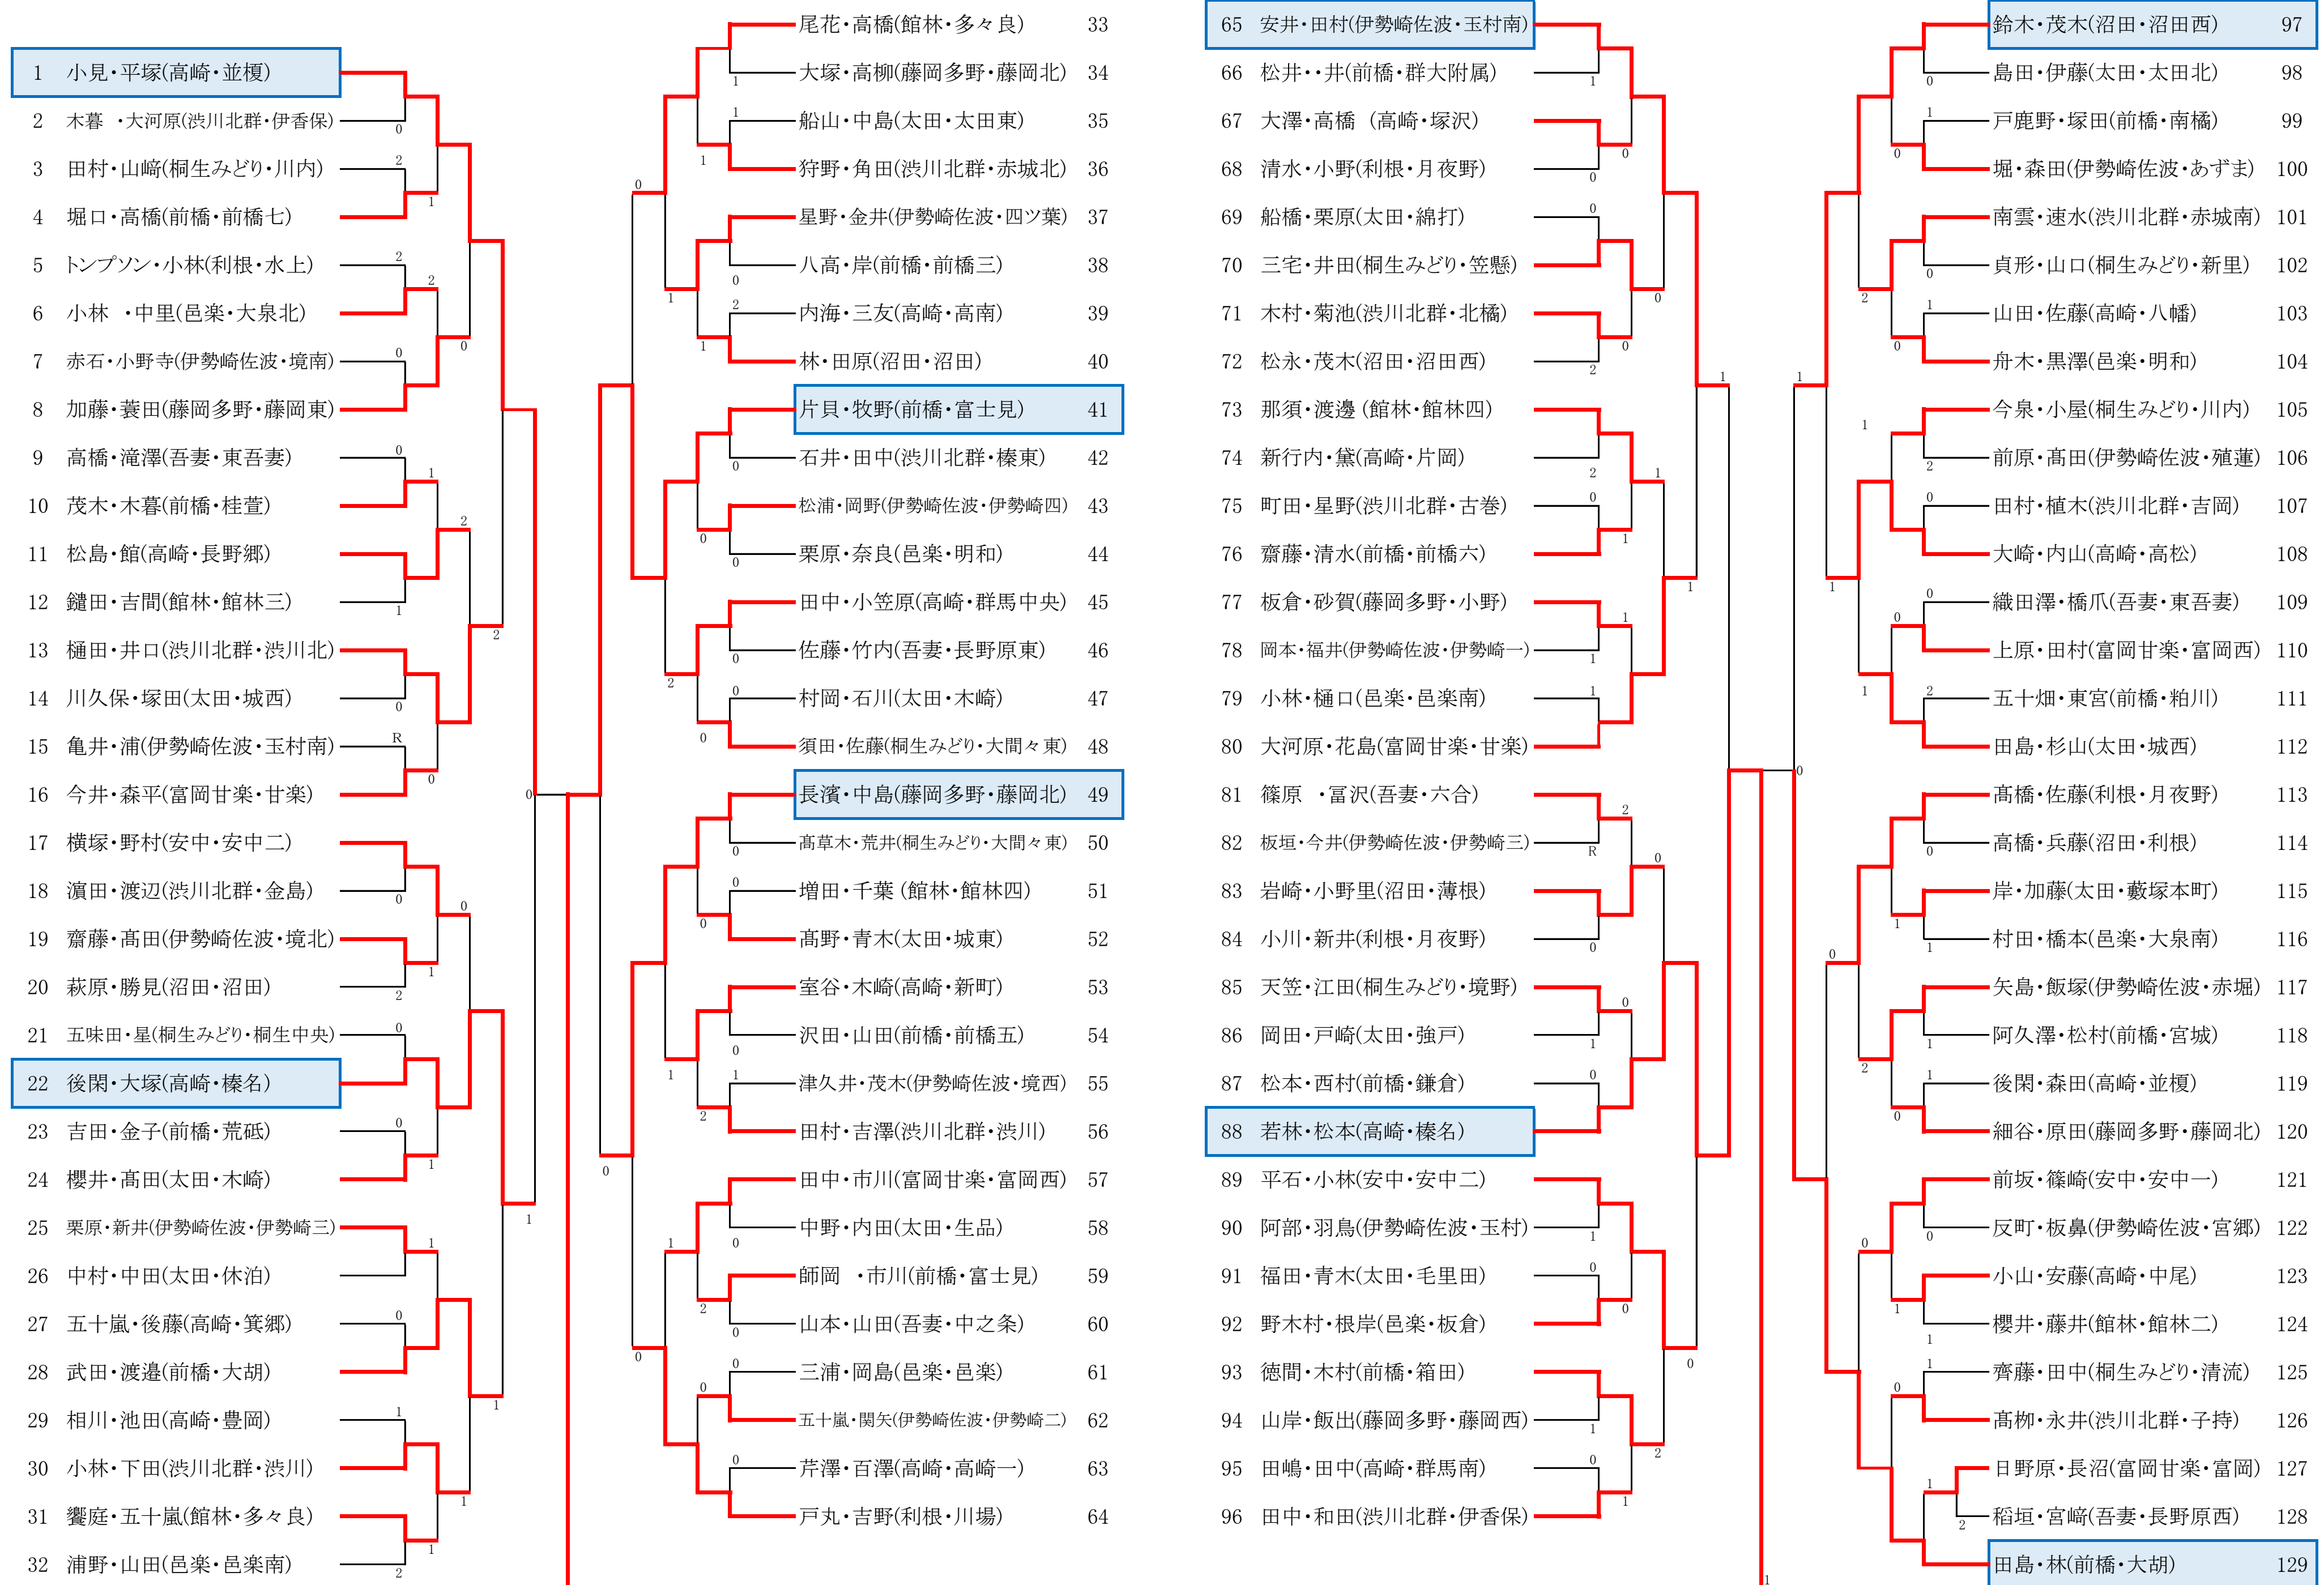 1 小見・平塚(高崎・並榎)
2 木暮 ・大河原(渋川北群・伊香保)
3 田村・山﨑(桐生みどり・川内)
4 堀口・高橋(前橋・前橋七)
5 トンプソン・小林(利根・水上)
6 小林 ・中里(邑楽・大泉北)
7 赤石・小野寺(伊勢崎佐波・境南)
8 加藤・蓑田(藤岡多野・藤岡東)
9 高橋・滝澤(吾妻・東吾妻)
10 茂木・木暮(前橋・桂萱)
11 松島・館(高崎・長野郷)
12 鑓田・吉間(館林・館林三)
13 樋田・井口(渋川北群・渋川北)
14 川久保・塚田(太田・城西)
15 亀井・浦(伊勢崎佐波・玉村南)
16 今井・森平(富岡甘楽・甘楽)
17 横塚・野村(安中・安中二)
18 濵田・渡辺(渋川北群・金島)
19 齋藤・髙田(伊勢崎佐波・境北)
20 萩原・勝見(沼田・沼田)
21 五味田・星(桐生みどり・桐生中央)
22 後閑・大塚(高崎・榛名)
23 吉田・金子(前橋・荒砥)
24 櫻井・髙田(太田・木崎)
25 栗原・新井(伊勢崎佐波・伊勢崎三)
26 中村・中田(太田・休泊)
27 五十嵐・後藤(高崎・箕郷)
28 武田・渡邉(前橋・大胡)
29 相川・池田(高崎・豊岡)
30 小林・下田(渋川北群・渋川)
31 饗庭・五十嵐(館林・多々良)
32 浦野・山田(邑楽・邑楽南)
尾花・高橋(館林・多々良) 33
大塚・高柳(藤岡多野・藤岡北) 34
船山・中島(太田・太田東) 35
狩野・角田(渋川北群・赤城北) 36
星野・金井(伊勢崎佐波・四ツ葉) 37
八高・岸(前橋・前橋三) 38
内海・三友(高崎・高南) 39
林・田原(沼田・沼田) 40
片貝・牧野(前橋・富士見) 41
石井・田中(渋川北群・榛東) 42
松浦・岡野(伊勢崎佐波・伊勢崎四) 43
栗原・奈良(邑楽・明和) 44
田中・小笠原(高崎・群馬中央) 45
佐藤・竹内(吾妻・長野原東) 46
村岡・石川(太田・木崎) 47
須田・佐藤(桐生みどり・大間々東) 48
長濱・中島(藤岡多野・藤岡北) 49
髙草木・荒井(桐生みどり・大間々東) 50
増田・千葉 (館林・館林四) 51
髙野・青木(太田・城東) 52
室谷・木崎(高崎・新町) 53
沢田・山田(前橋・前橋五) 54
津久井・茂木(伊勢崎佐波・境西) 55
田村・吉澤(渋川北群・渋川) 56
田中・市川(富岡甘楽・富岡西) 57
中野・内田(太田・生品) 58
師岡 ・市川(前橋・富士見) 59
山本・山田(吾妻・中之条) 60
三浦・岡島(邑楽・邑楽) 61
五十嵐・関矢(伊勢崎佐波・伊勢崎二) 62
芹澤・百澤(高崎・高崎一) 63
戸丸・吉野(利根・川場) 64
65 安井・田村(伊勢崎佐波・玉村南)
66 松井・・井(前橋・群大附属)
67 大澤・高橋 (高崎・塚沢)
68 清水・小野(利根・月夜野)
69 船橋・栗原(太田・綿打)
70 三宅・井田(桐生みどり・笠懸)
71 木村・菊池(渋川北群・北橘)
72 松永・茂木(沼田・沼田西)
73 那須・渡邊 (館林・館林四)
74 新行内・黛(高崎・片岡)
75 町田・星野(渋川北群・古巻)
76 齋藤・清水(前橋・前橋六)
77 板倉・砂賀(藤岡多野・小野)
78 岡本・福井(伊勢崎佐波・伊勢崎一)
79 小林・樋口(邑楽・邑楽南)
80 大河原・花島(富岡甘楽・甘楽)
81 篠原 ・冨沢(吾妻・六合)
82 板垣・今井(伊勢崎佐波・伊勢崎三)
83 岩崎・小野里(沼田・薄根)
84 小川・新井(利根・月夜野)
85 天笠・江田(桐生みどり・境野)
86 岡田・戸崎(太田・強戸)
87 松本・西村(前橋・鎌倉)
88 若林・松本(高崎・榛名)
89 平石・小林(安中・安中二)
90 阿部・羽鳥(伊勢崎佐波・玉村)
91 福田・青木(太田・毛里田)
92 野木村・根岸(邑楽・板倉)
93 徳間・木村(前橋・箱田)
94 山岸・飯出(藤岡多野・藤岡西)
95 田嶋・田中(高崎・群馬南)
96 田中・和田(渋川北群・伊香保)
鈴木・茂木(沼田・沼田西) 97
島田・伊藤(太田・太田北) 98
戸鹿野・塚田(前橋・南橘) 99
堀・森田(伊勢崎佐波・あずま) 100
南雲・速水(渋川北群・赤城南) 101
貞形・山口(桐生みどり・新里) 102
山田・佐藤(高崎・八幡) 103
舟木・黒澤(邑楽・明和) 104
今泉・小屋(桐生みどり・川内) 105
前原・髙田(伊勢崎佐波・殖蓮) 106
田村・植木(渋川北群・吉岡) 107
大崎・内山(高崎・高松) 108
織田澤・橋爪(吾妻・東吾妻) 109
上原・田村(富岡甘楽・富岡西) 110
五十畑・東宮(前橋・粕川) 111
田島・杉山(太田・城西) 112
髙橋・佐藤(利根・月夜野) 113
高橋・兵藤(沼田・利根) 114
岸・加藤(太田・藪塚本町) 115
村田・橋本(邑楽・大泉南) 116
矢島・飯塚(伊勢崎佐波・赤堀) 117
阿久澤・松村(前橋・宮城) 118
後閑・森田(高崎・並榎) 119
細谷・原田(藤岡多野・藤岡北) 120
前坂・篠崎(安中・安中一) 121
反町・板鼻(伊勢崎佐波・宮郷) 122
小山・安藤(高崎・中尾) 123
櫻井・藤井(館林・館林二) 124
齊藤・田中(桐生みどり・清流) 125
髙栁・永井(渋川北群・子持) 126
日野原・長沼(富岡甘楽・富岡) 127
稻垣・宮﨑(吾妻・長野原西) 128
田島・林(前橋・大胡) 129